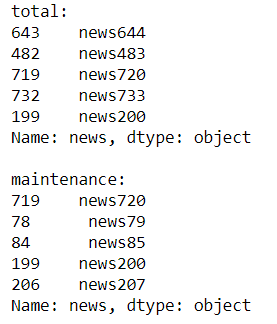 total:
643    news644
482    news483
719    news720
732    news733
199    news200
Name: news, dtype: object

maintenance:
719    news720
78      news79
84      news85
199    news200
206    news207
Name: news, dtype: object